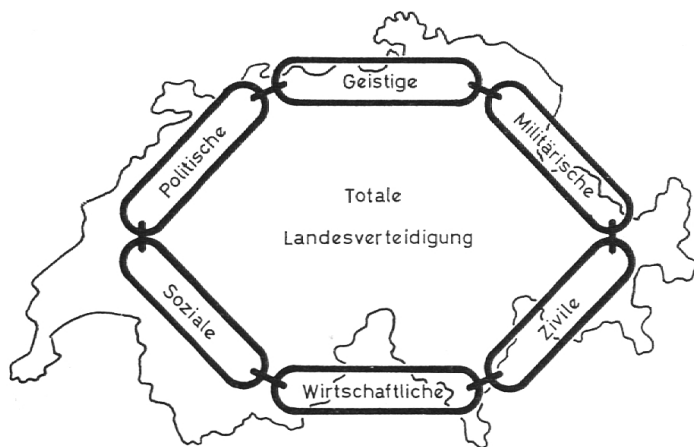 Geistige
Politische
Militärische
Totale
Landesverteidigung
Soziale
Zivile
Wirtschaftliche